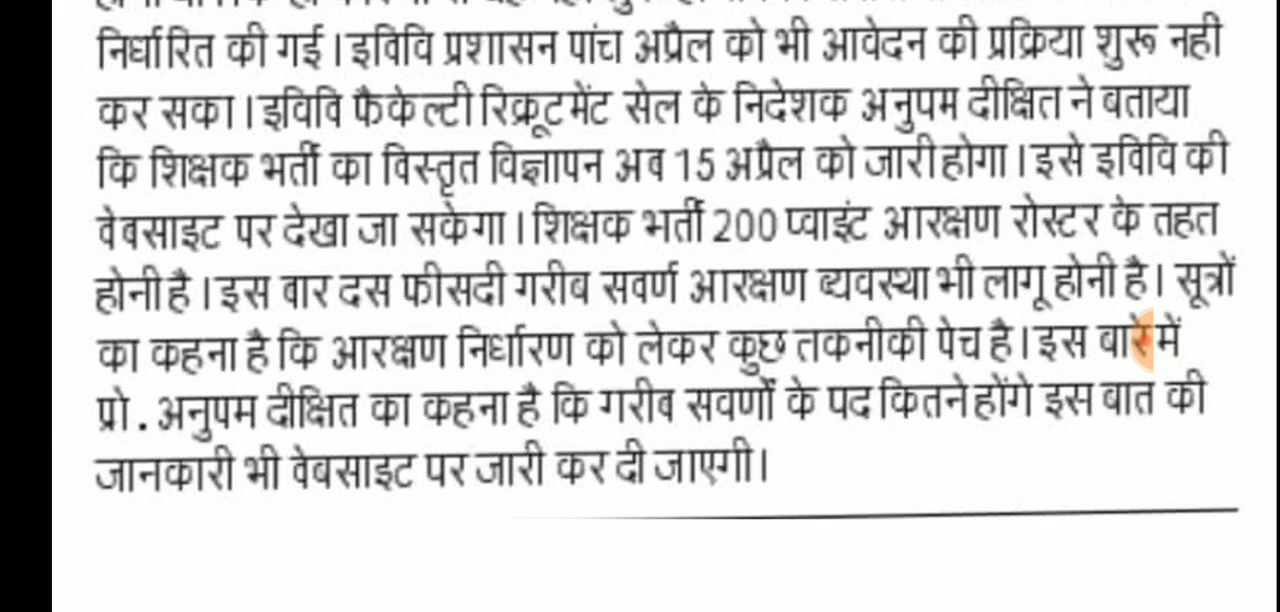 निर्धारित की गई। इविवि प्रशासन पांच अप्रैल को भी आवेदन की प्रक्रिया शुरू नही
कर सका। इविवि फैकेल्टी रिक्रूटमेंट सेल के निदेशक अनुपम दीक्षित ने बताया
कि शिक्षक भर्ती का विस्तृत विज्ञापन अब 15 अप्रैल को जारी होगा। इसे इविवि की
वेबसाइट पर देखा जा सकेगा। शिक्षक भर्ती 200 प्वाइंट आरक्षण रोस्टर के तहत
होनी है। इस बार दस फीसदी गरीब सवर्ण आरक्षण व्यवस्था भी लागू होनी है। सूत्रों
का कहना है कि आरक्षण निर्धारण को लेकर कुछ तकनीकी पेच है। इस बारे में
प्रो. अनुपम दीक्षित का कहना है कि गरीब सवर्णों के पद कितने होंगे इस बात की
जानकारी भी वेबसाइट पर जारी कर दी जाएगी।